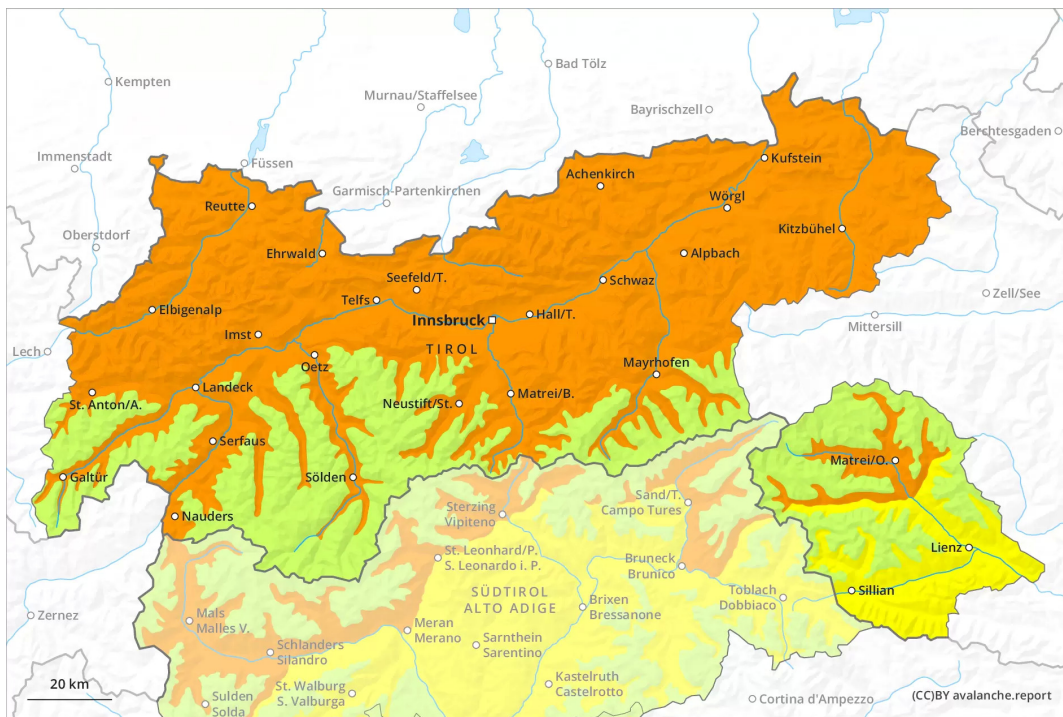 Kempten
Bad Tölz
Murnau/Staffelsee
Bayrischzell
Berchtesgaden
Immenstadt
Füssen
Kufstein
Achenkirch
Garmisch-Partenkirchen
Reutte
Wörgl
Oberstdorf
Kitzbühel
Ehrwald
Alpbach
Seefeld/T.
Schwaz
Zell/See
Telfs
Elbigenalp
Innsbruck
Hall/T.
Mittersill
Imst
TIROL
Lech
Oetz
Mayrhofen
Landeck
St. Anton/A.
Neustift/St.
Matrei/B.
Serfaus
Matrei/O.
Galtür
Sölden
Sand/T.
Campo Tures
Sterzing
Vipiteno
Nauders
Lienz
St. Leonhard/P.
S. Leonardo i. P.
Bruneck
Brunico
Sillian
SÜDTIROL
ALTO ADIGE
Toblach
Dobbiaco
Zernez
Brixen
Bressanone
Mals
Malles V.
Meran
Merano
Schlanders
Silandro
Sarnthein
Sarentino
20 km
St. Walburg
S. Valburga
Kastelruth
Castelrotto
Sulden
Solda
Cortina d'Ampezzo
(CC)BY avalanche.report